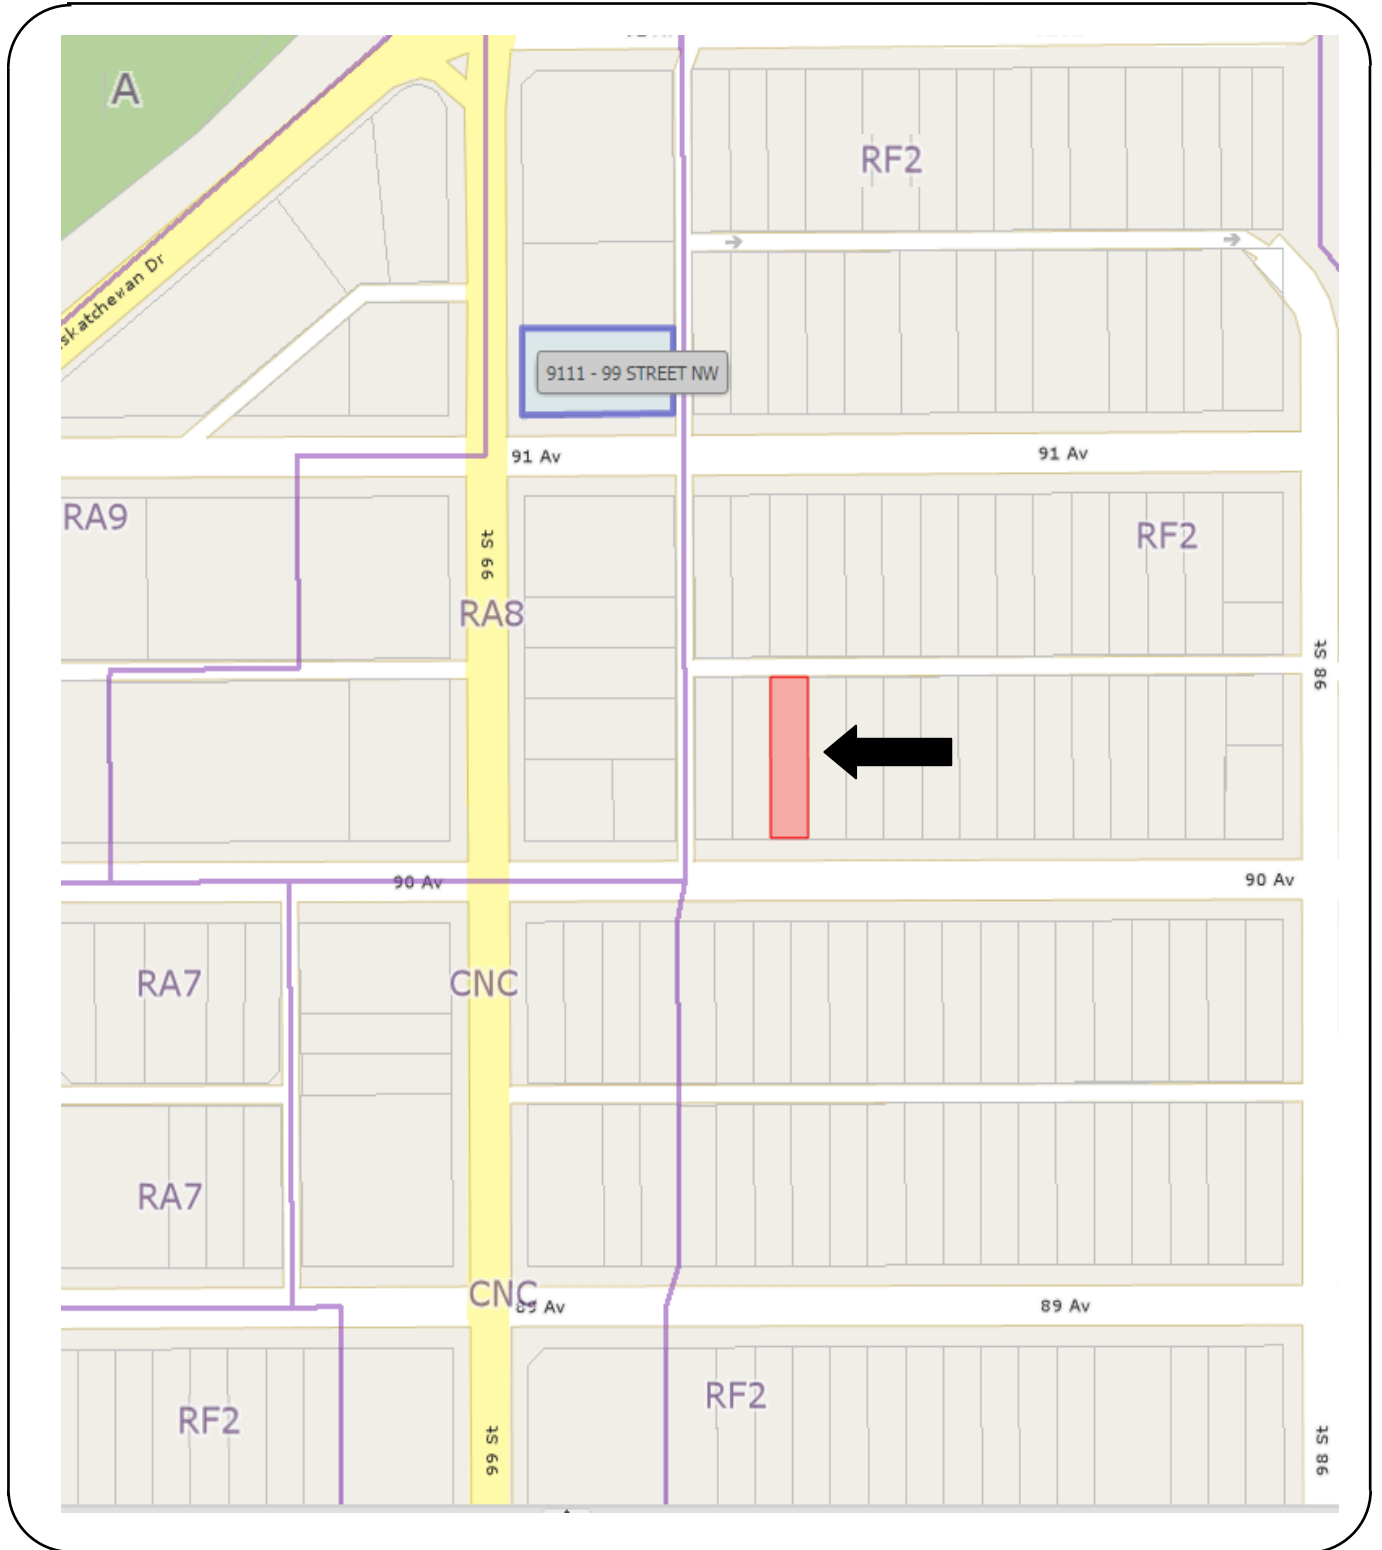 A
RF2
skatchewan Dr
9111 - 99 STREET NW
91 Av
91 Av
RA9
RF2
99 St
RA8
98 St
90 Av
90 Av
RA7
CNC
RA7
CNC
89 Av
89 Av
RF2
RF2
99 St
98 St